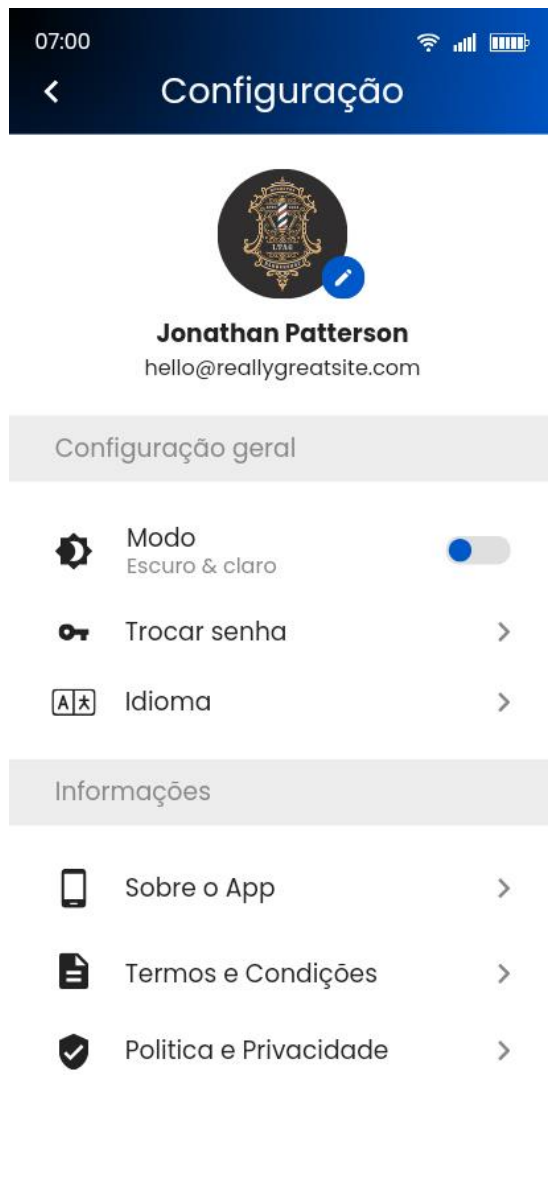 07:00
Configuração
LTAG
Jonathan Patterson
hello@reallygreatsite.com
Configuração geral
Modo
Escuro & claro
Trocar senha
Idioma
Informações
Sobre o App
Termos e Condições
Politica e Privacidade